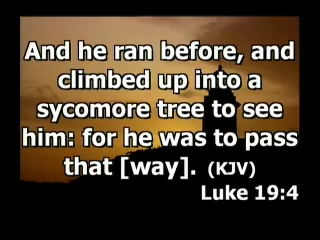 And he ran before, and
climbed up into a
sycomore tree to see
him: for he was to pass
that [way]. (KJV)
Luke 19:4